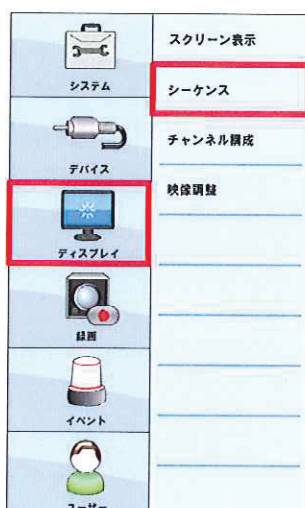 システム
デバイス
ディスプレイ
録画
イベント
ユーザー
スクリーン表示
シーケンス
チャンネル構成
映像調整